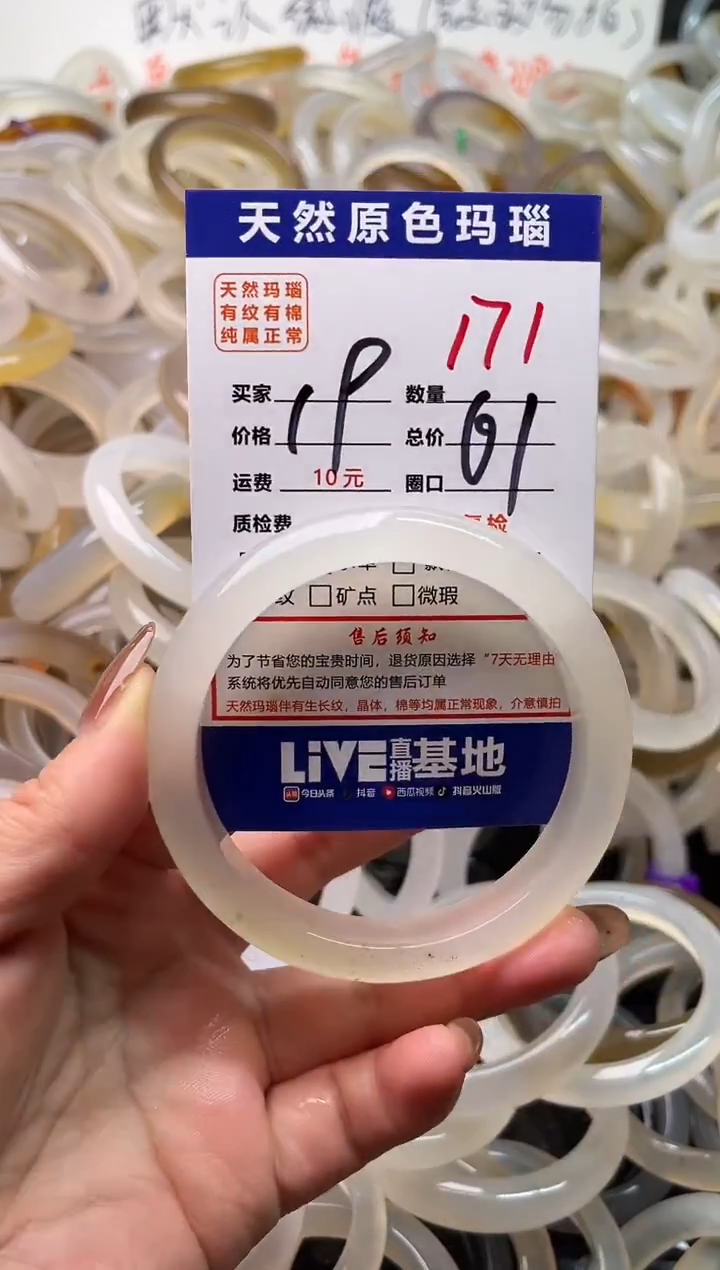 天然原色玛瑙
天然玛瑙
有纹有棉
纯属正常
171
买家 数量
价格 19 总价 61
运费 10元 圈口
质检费
纹 □矿点 □微瑕
售后须知
为了节省您的宝贵时间，退货原因选择“7天无理由
系统将优先自动同意您的售后订单
天然玛瑙伴有生长纹，晶体，棉等均属正常现象，介意慎拍
LiVE直播基地
头条 今日头条 抖音 西瓜视频 抖音火山版